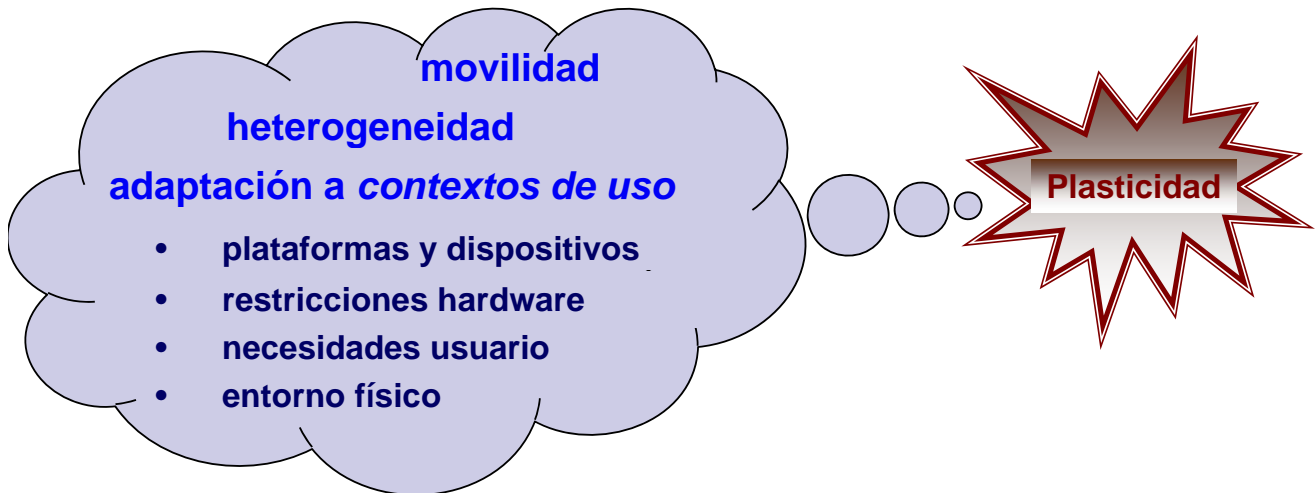 movilidad
heterogeneidad
adaptación a contextos de uso
• plataformas y dispositivos
• restricciones hardware
• necesidades usuario
• entorno físico
Plasticidad